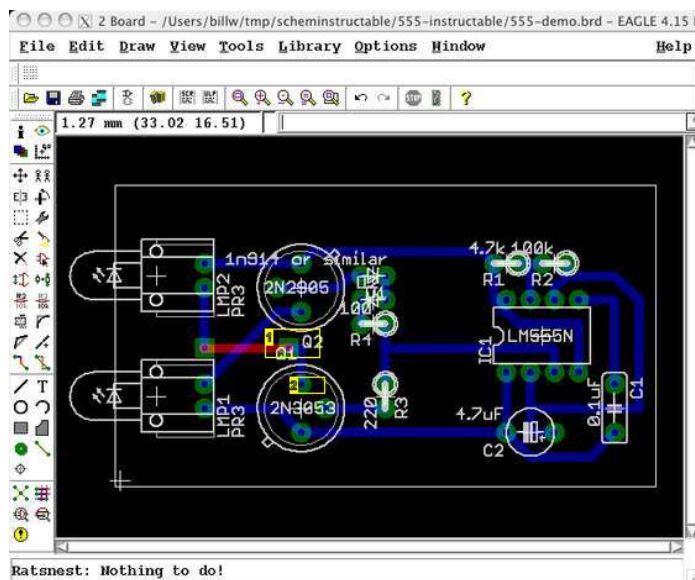 X 2 Board - /Users/billw/tmp/scheminstructable/555-instructable/555-demo.brd - EAGLE 4.15
File Edit Draw View Tools Library Options Window Help
1.27 mm (33.02 16.51)
1n914 or similar
4.7k 100k
R1 R2
LMP2
PR3
2N2905
100
R4
LM555N
IC1
1
Q2
Q1
2
LMP1
PR3
2N3053
220
R3
4.7uF
C2
0.1uF
C1
Ratsnest: Nothing to do!